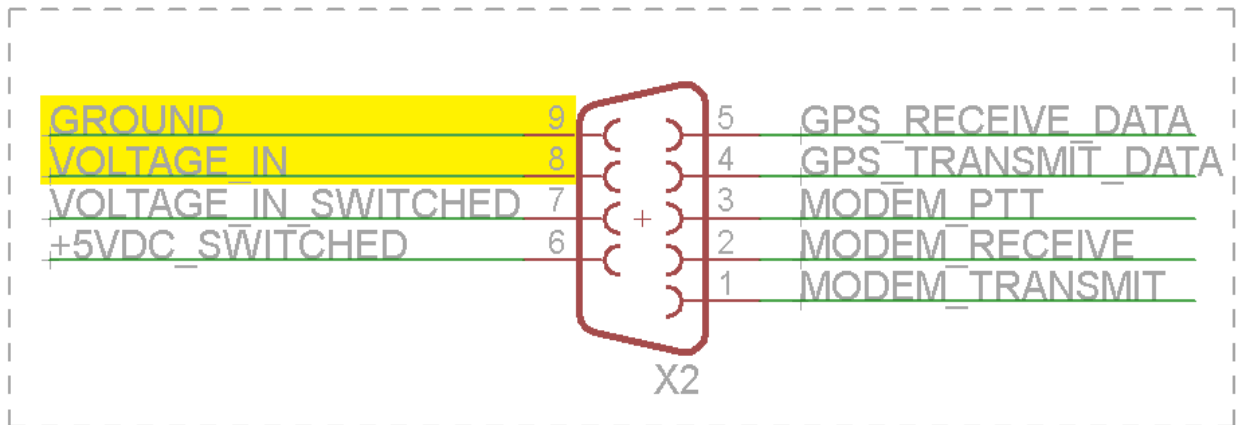 GROUND 9 5 GPS_RECEIVE_DATA
VOLTAGE_IN 8 4 GPS_TRANSMIT_DATA
VOLTAGE_IN_SWITCHED 7 3 MODEM_PTT
+5VDC_SWITCHED 6 2 MODEM_RECEIVE
1 MODEM_TRANSMIT
X2